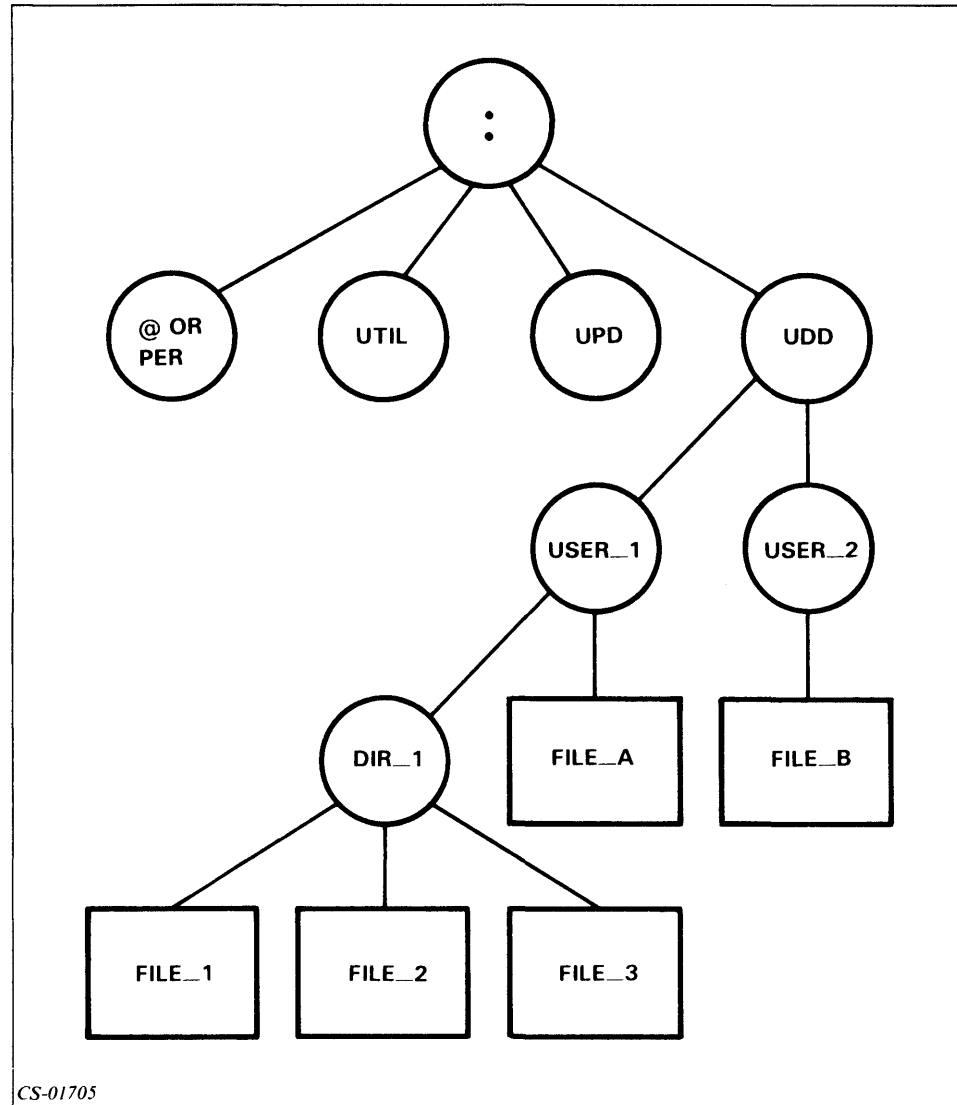 :
@ OR
PER
UTIL
UPD
UDD
USER_1
USER_2
DIR_1
FILE_A
FILE_B
FILE_1
FILE_2
FILE_3
CS-01705